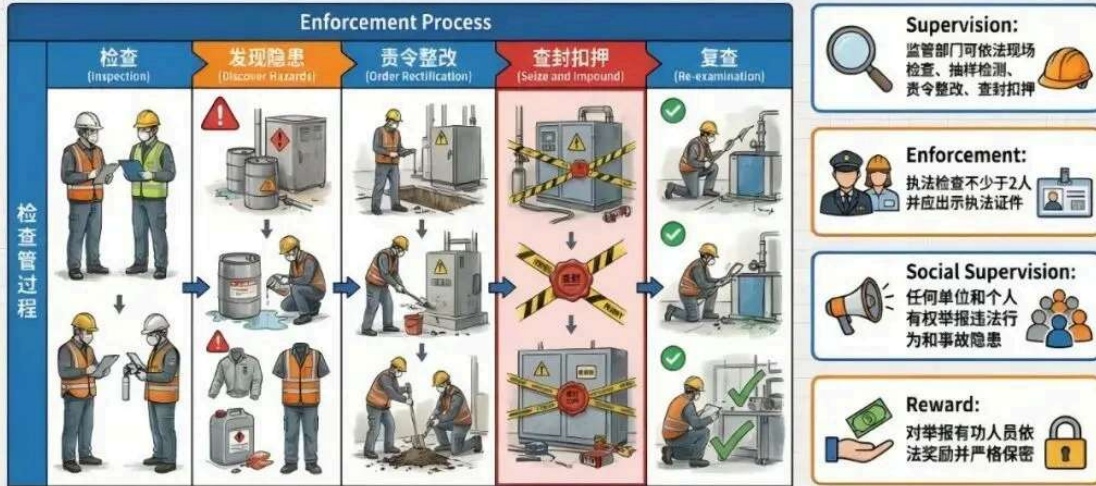 Enforcement Process
检查
(Inspection)
发现隐患
(Discover Hazards)
责令整改
(Order Rectification)
查封扣押
(Seize and Impound)
复查
(Re-examination)
检查管过程
查封
Supervision:
监管部门可依法现场
检查、抽样检测、
责令整改、查封扣押
Enforcement:
执法检查不少于2人
并应出示执法证件
Social Supervision:
任何单位和个人
有权举报违法行
为和事故隐患
Reward:
对举报有功人员依
法奖励并严格保密